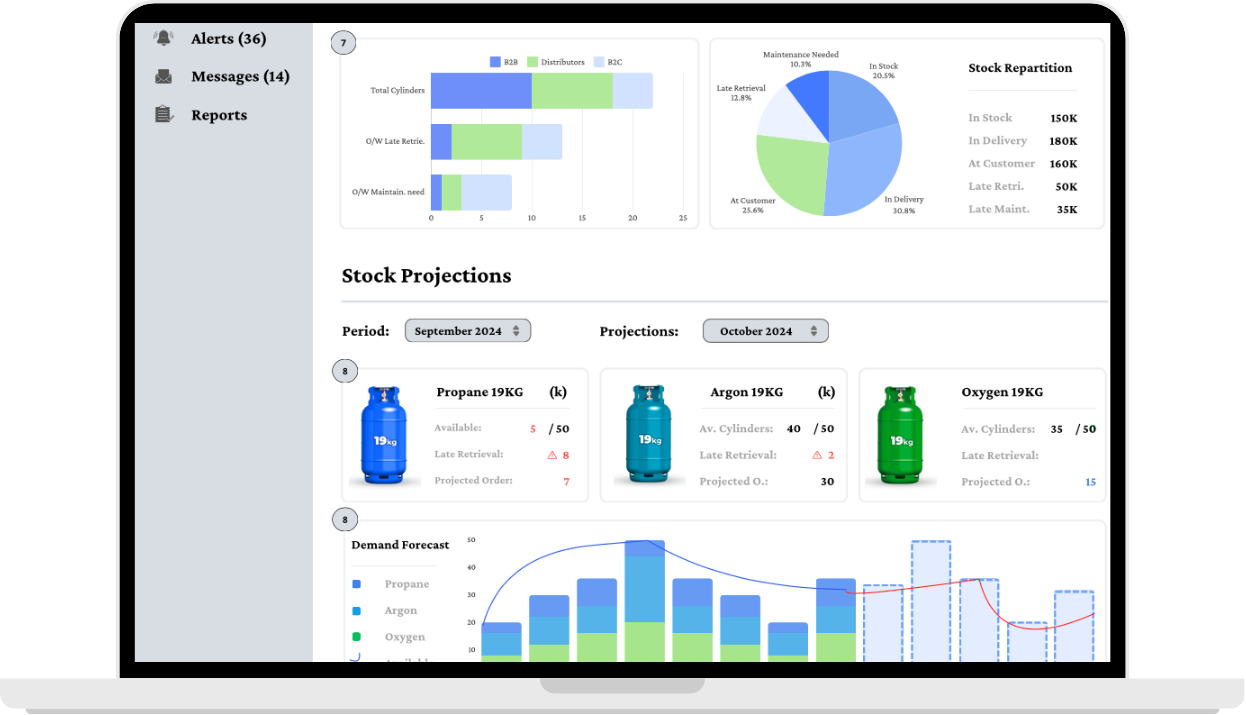 Alerts (36)
Messages (14)
Reports
7
B2B Distributors B2C
Total Cylinders
O/W Late Retrie.
O/W Maintain. need
0 5 10 15 20 25
Maintenance Needed
10.3%
In Stock
20.5%
Late Retrieval
12.8%
At Customer
25.6%
In Delivery
30.8%
Stock Repartition
In Stock 150K
In Delivery 180K
At Customer 160K
Late Retri. 50K
Late Maint. 35K
Stock Projections
Period: September 2024 Projections: October 2024
8
Propane 19KG (k)
19kg
Available: 5 / 50
Late Retrieval: 8
Projected Order: 7
Argon 19KG (k)
19kg
Av. Cylinders: 40 / 50
Late Retrieval: 2
Projected O.: 30
Oxygen 19KG
19kg
Av. Cylinders: 35 / 50
Late Retrieval:
Projected O.: 15
8
Demand Forecast
Propane
Argon
Oxygen
50
40
30
20
10